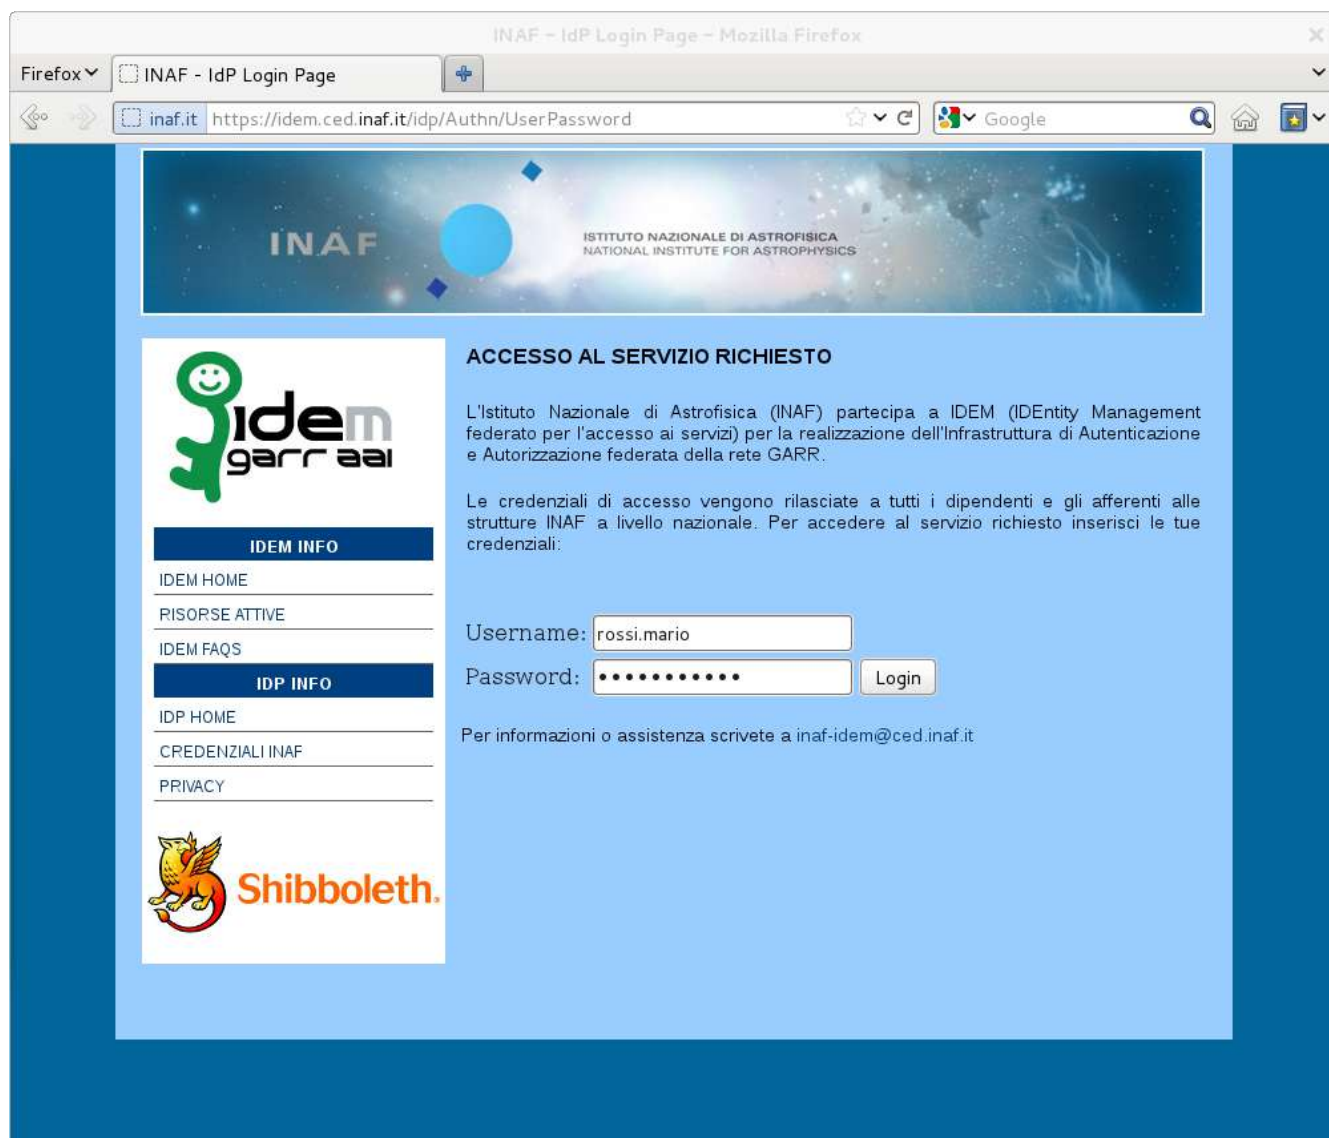 INAF - IdP Login Page - Mozilla Firefox
Firefox
INAF - IdP Login Page
inaf.it https://idem.ced.inaf.it/idp/Authn/UserPassword
Google
INAF
ISTITUTO NAZIONALE DI ASTROFISICA
NATIONAL INSTITUTE FOR ASTROPHYSICS
idem
garr aai
IDEM INFO
IDEM HOME
RISORSE ATTIVE
IDEM FAQS
IDP INFO
IDP HOME
CREDENZIALI INAF
PRIVACY
Shibboleth.
ACCESSO AL SERVIZIO RICHIESTO
L'Istituto Nazionale di Astrofisica (INAF) partecipa a IDEM (IDEntity Management
federato per l'accesso ai servizi) per la realizzazione dell'Infrastruttura di Autenticazione
e Autorizzazione federata della rete GARR.
Le credenziali di accesso vengono rilasciate a tutti i dipendenti e gli afferenti alle
strutture INAF a livello nazionale. Per accedere al servizio richiesto inserisci le tue
credenziali:
Username: rossi.mario
Password: ••••••••••• Login
Per informazioni o assistenza scrivete a inaf-idem@ced.inaf.it